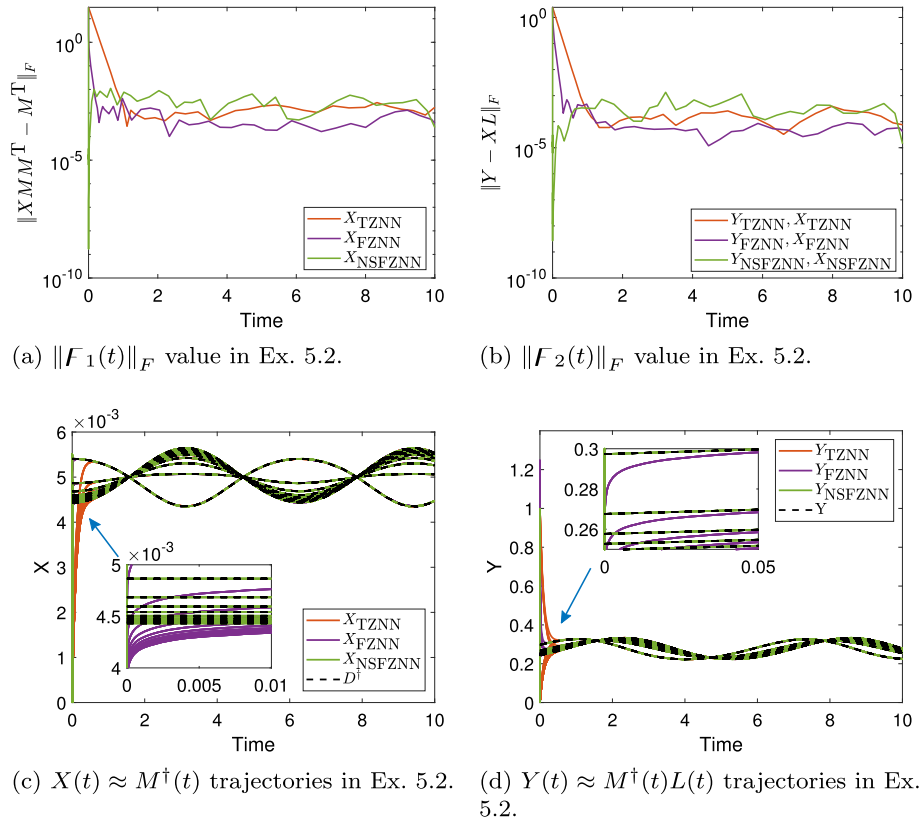 10^0
10^-5
10^-10
‖XMM^T − M^T‖_F
0 2 4 6 8 10
Time
X_TZNN
X_FZNN
X_NSFZNN
(a) ‖F_1(t)‖_F value in Ex. 5.2.
10^0
10^-5
10^-10
‖Y − XL‖_F
0 2 4 6 8 10
Time
Y_TZNN, X_TZNN
Y_FZNN, X_FZNN
Y_NSFZNN, X_NSFZNN
(b) ‖F_2(t)‖_F value in Ex. 5.2.
×10^-3
6
5
4
3
2
1
0
X
0 2 4 6 8 10
Time
×10^-3
5
4.5
4
0 0.005 0.01
X_TZNN
X_FZNN
X_NSFZNN
D^†
(c) X(t) ≈ M^†(t) trajectories in Ex. 5.2.
1.2
1
0.8
0.6
0.4
0.2
0
Y
0 2 4 6 8 10
Time
0.3
0.28
0.26
0 0.05
Y_TZNN
Y_FZNN
Y_NSFZNN
Y
(d) Y(t) ≈ M^†(t)L(t) trajectories in Ex.
5.2.